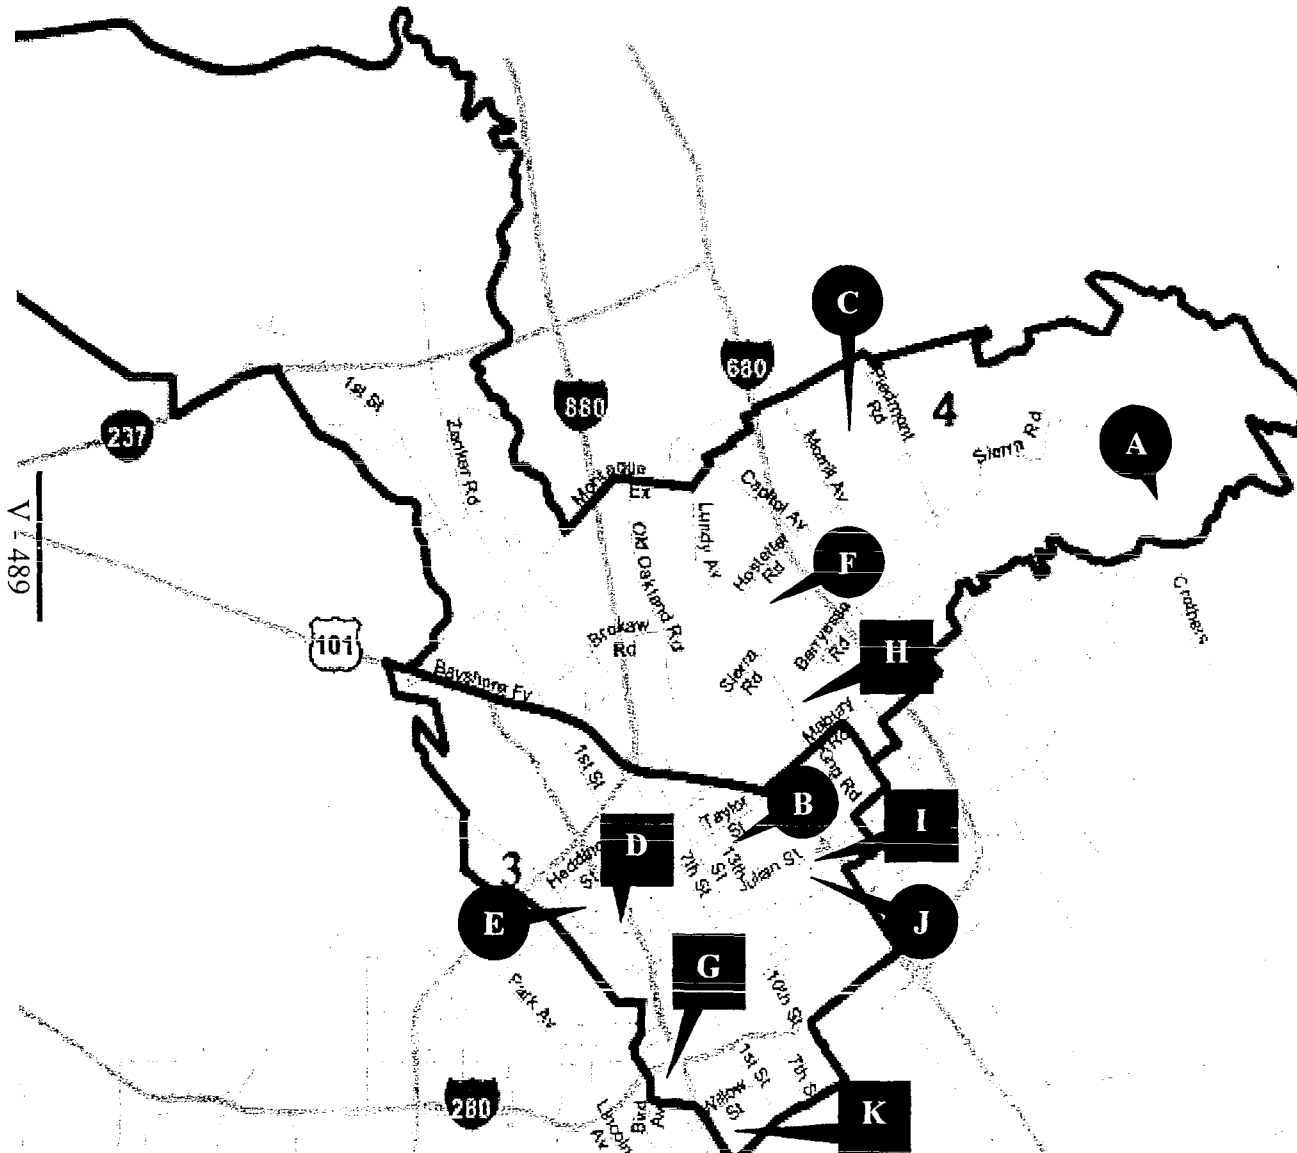 C
680
1st St
880
Piedmont
Rd
4
237
Zanker Rd
Morrill Av
Sierra Rd
A
Montague
Ex
Capitol Av
Lundy Av
V - 489
Old Oakland Rd
Hostetter
Rd
F
Crothers
101
Brokaw
Rd
Berryessa
Rd
H
Sierra
Rd
Bayshore Fy
Mabury
Rd
King Rd
1st St
B
Taylor
St
I
D
Hedding
St
7th St
13th
St
Julian St
3
E
J
G
Park Av
10th St
1st St
7th S
280
Willow
St
K
Lincoln
Av
Bird
Av